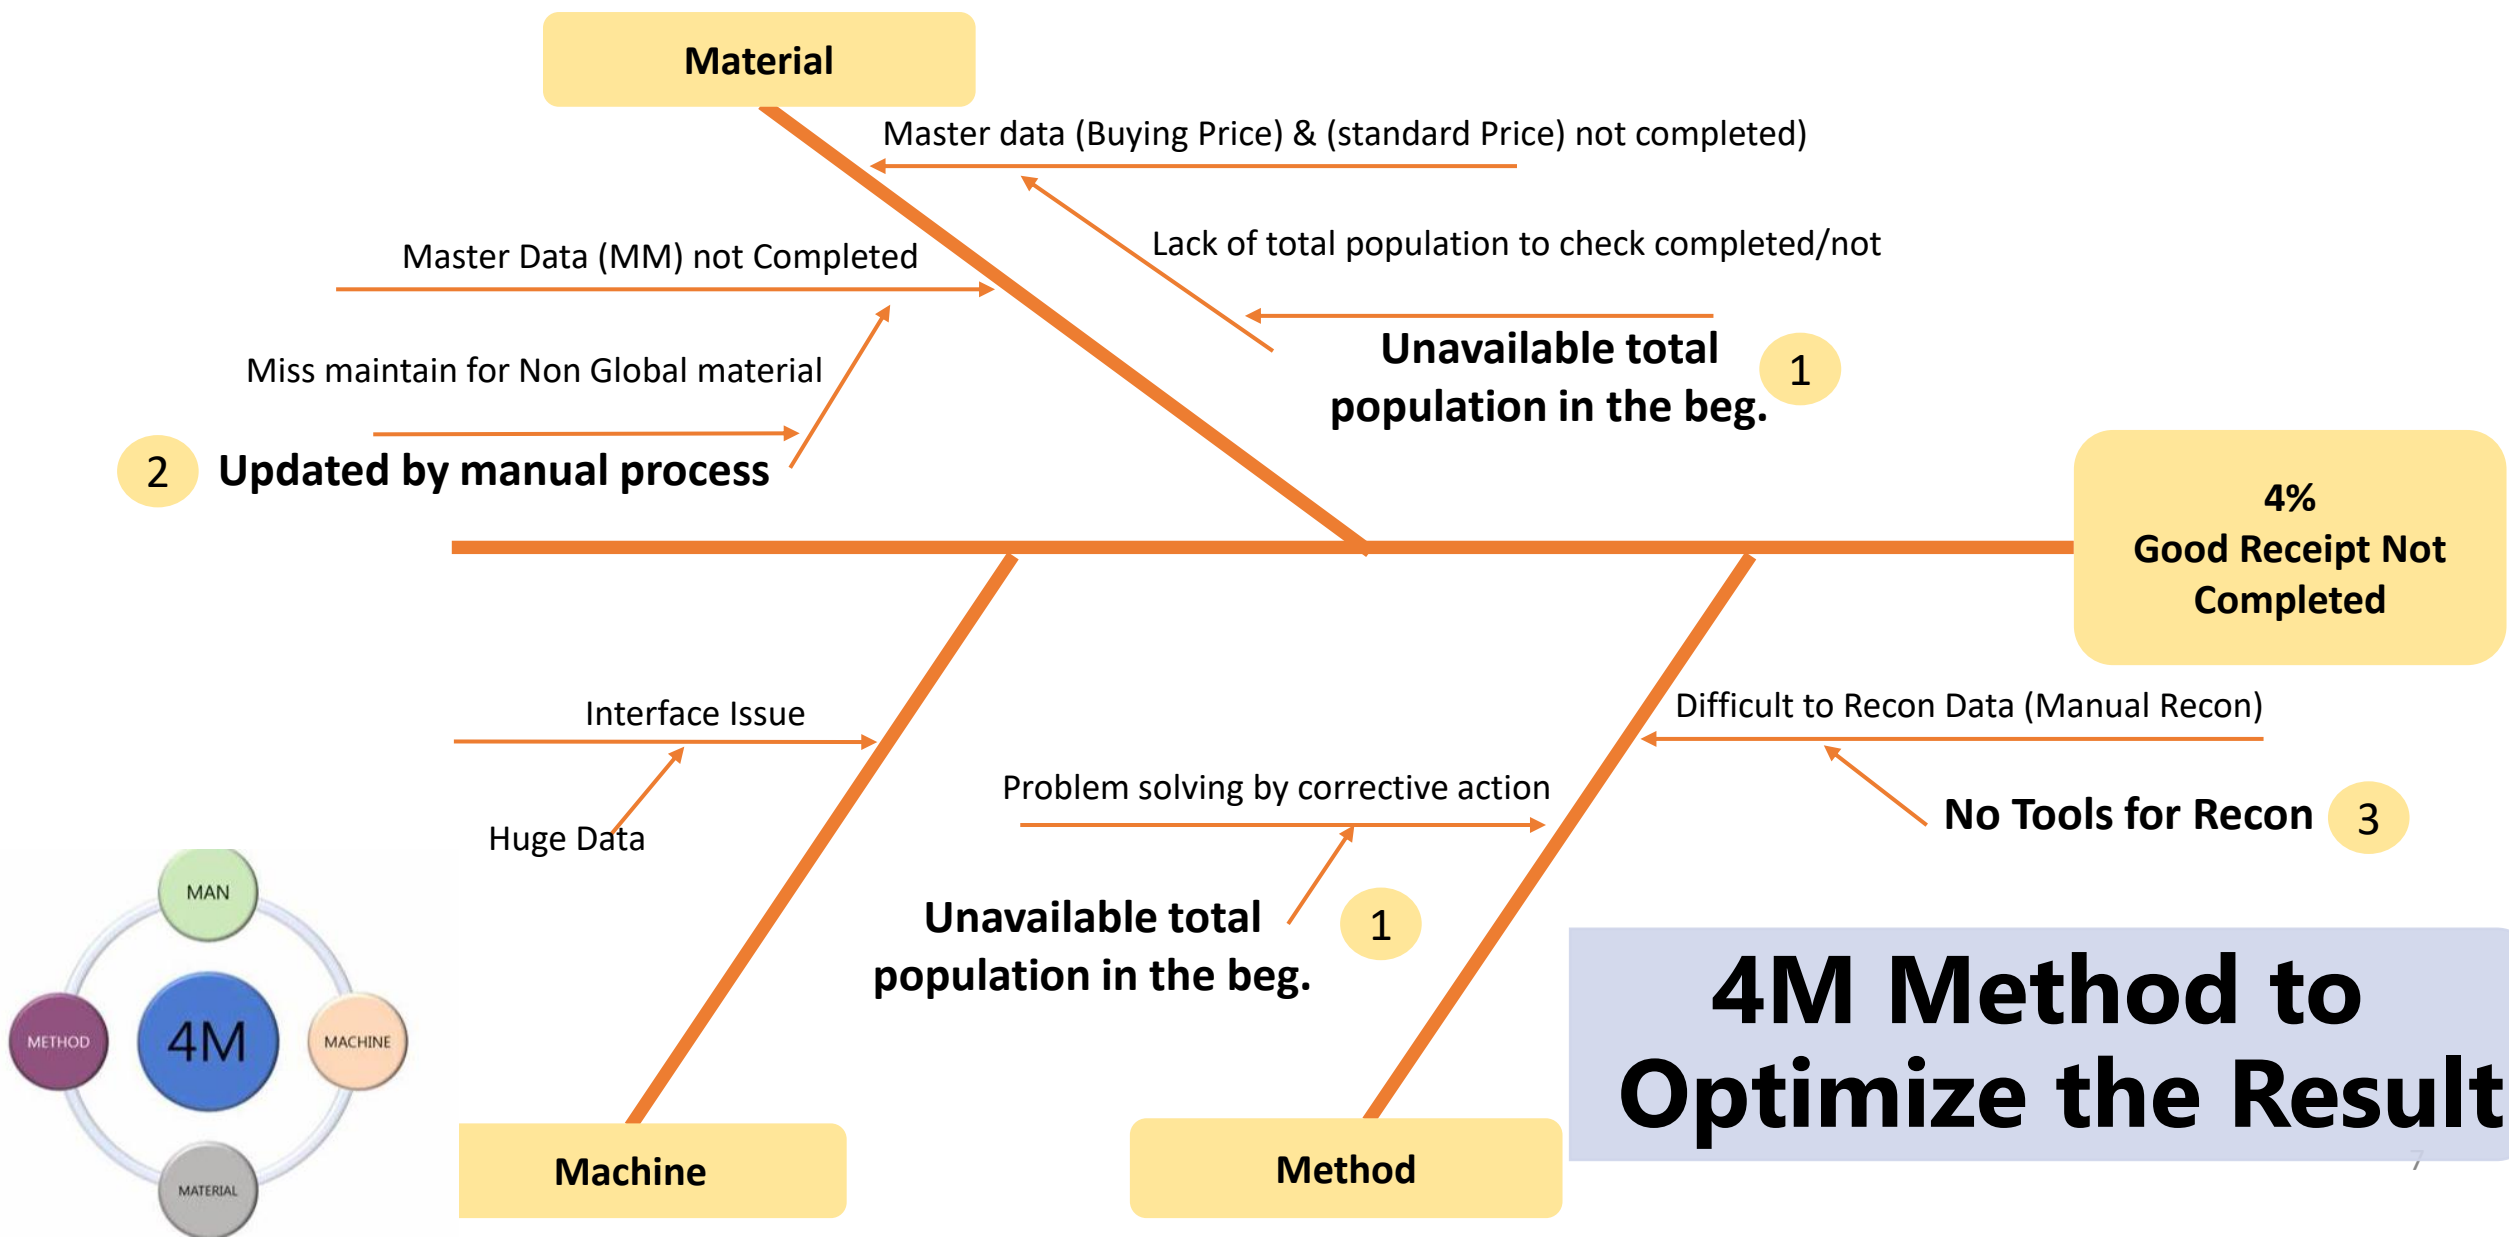 Material
Master data (Buying Price) & (standard Price) not completed)
Lack of total population to check completed/not
Master Data (MM) not Completed
Unavailable total
population in the beg.
1
Miss maintain for Non Global material
2
Updated by manual process
4%
Good Receipt Not
Completed
Interface Issue
Huge Data
Difficult to Recon Data (Manual Recon)
Problem solving by corrective action
No Tools for Recon
3
Unavailable total
population in the beg.
1
MAN
METHOD
4M
MACHINE
MATERIAL
Machine
Method
4M Method to
Optimize the Result
7